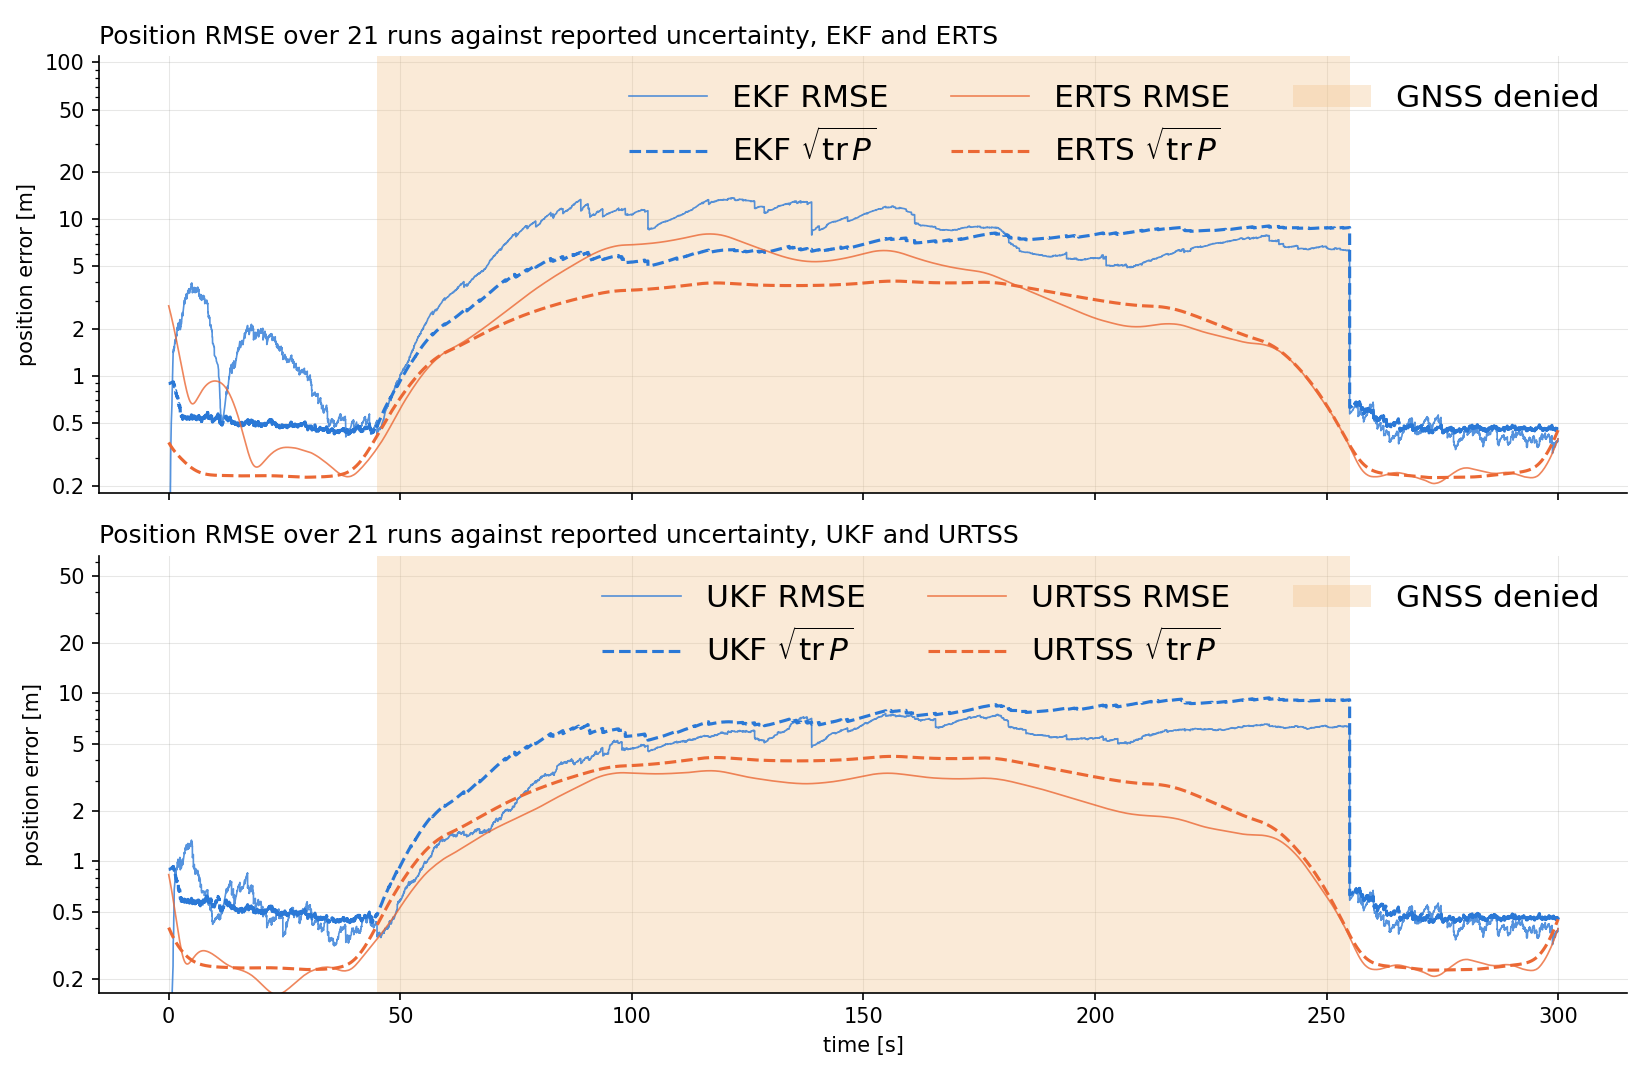 Position RMSE over 21 runs against reported uncertainty, EKF and ERTS
100
50
20
10
5
2
1
0.5
0.2
position error [m]
EKF RMSE
ERTS RMSE
GNSS denied
EKF √tr P
ERTS √tr P
Position RMSE over 21 runs against reported uncertainty, UKF and URTSS
50
20
10
5
2
1
0.5
0.2
position error [m]
UKF RMSE
URTSS RMSE
GNSS denied
UKF √tr P
URTSS √tr P
0 50 100 150 200 250 300
time [s]